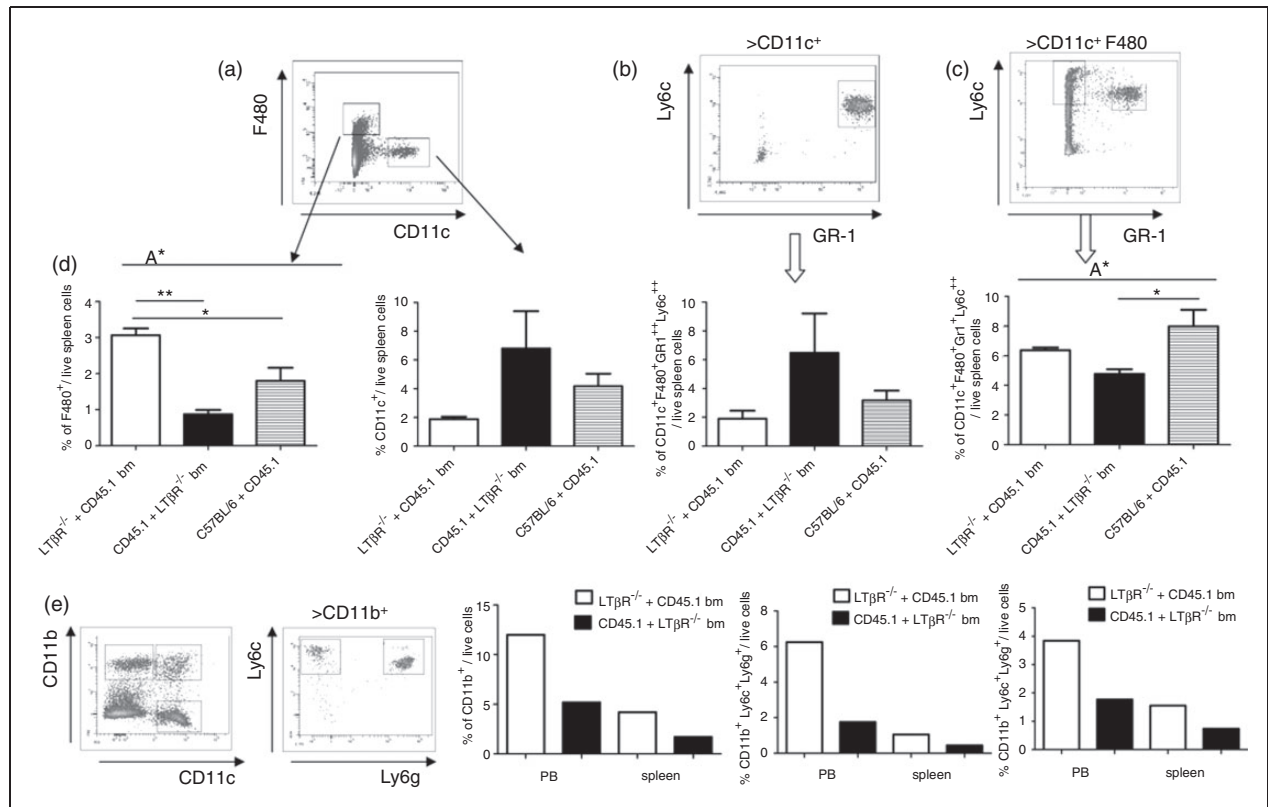 (a)
F480
CD11c
(b)
>CD11c⁺
Ly6c
GR-1
(c)
>CD11c⁺ F480
Ly6c
GR-1
(d)
A*
**
*
% of F480⁺/ live spleen cells
4
3
2
1
0
LTβR⁻/⁻ + CD45.1 bm
CD45.1 + LTβR⁻/⁻ bm
C57BL/6 + CD45.1
% CD11c⁺/ live spleen cells
10
8
6
4
2
0
LTβR⁻/⁻ + CD45.1 bm
CD45.1 + LTβR⁻/⁻ bm
C57BL/6 + CD45.1
% of CD11c⁺F480⁺GR1⁺⁺Ly6c⁺⁺
/ live spleen cells
10
8
6
4
2
0
LTβR⁻/⁻ + CD45.1 bm
CD45.1 + LTβR⁻/⁻ bm
C57BL/6 + CD45.1
A*
*
% of CD11c⁺F480⁺Gr1⁺Ly6c⁺⁺
/ live spleen cells
10
8
6
4
2
0
LTβR⁻/⁻ + CD45.1 bm
CD45.1 + LTβR⁻/⁻ bm
C57BL/6 + CD45.1
(e)
CD11b
CD11c
>CD11b⁺
Ly6c
Ly6g
LTβR⁻/⁻ + CD45.1 bm
CD45.1 + LTβR⁻/⁻ bm
% of CD11b⁺/ live cells
15
10
5
0
PB
spleen
LTβR⁻/⁻ + CD45.1 bm
CD45.1 + LTβR⁻/⁻ bm
% CD11b⁺ Ly6c⁺Ly6g⁺/ live cells
8
6
4
2
0
PB
spleen
LTβR⁻/⁻ + CD45.1 bm
CD45.1 + LTβR⁻/⁻ bm
% CD11b⁺ Ly6c⁺Ly6g⁺/ live cells
5
4
3
2
1
0
PB
spleen